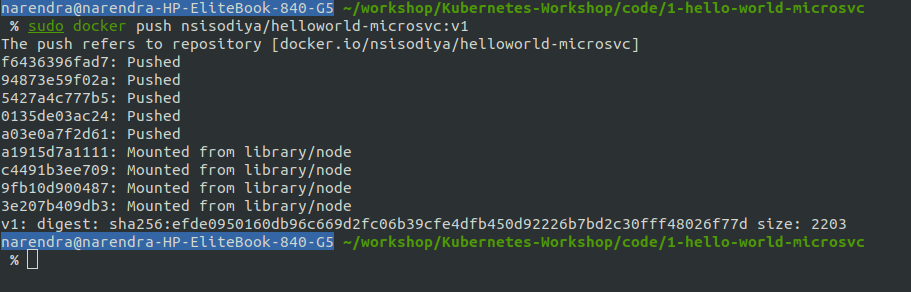 narendra@narendra-HP-EliteBook-840-G5 ~/workshop/Kubernetes-Workshop/code/1-hello-world-microsvc
% sudo docker push nsisodiya/helloworld-microsvc:v1
The push refers to repository [docker.io/nsisodiya/helloworld-microsvc]
f6436396fad7: Pushed
94873e59f02a: Pushed
5427a4c777b5: Pushed
0135de03ac24: Pushed
a03e0a7f2d61: Pushed
a1915d7a1111: Mounted from library/node
c4491b3ee709: Mounted from library/node
9fb10d900487: Mounted from library/node
3e207b409db3: Mounted from library/node
v1: digest: sha256:efde0950160db96c669d2fc06b39cfe4dfb450d92226b7bd2c30fff48026f77d size: 2203
narendra@narendra-HP-EliteBook-840-G5 ~/workshop/Kubernetes-Workshop/code/1-hello-world-microsvc
%